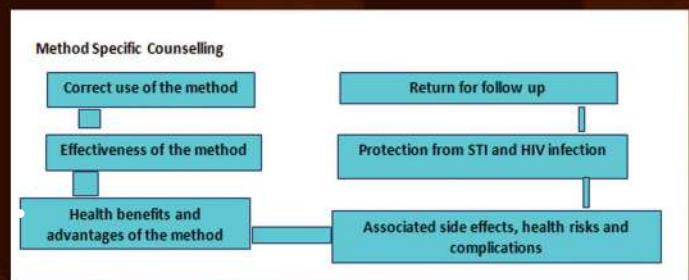 Method Specific Counselling
Correct use of the method
Effectiveness of the method
Health benefits and
advantages of the method
Associated side effects, health risks and
complications
Protection from STI and HIV infection
Return for follow up